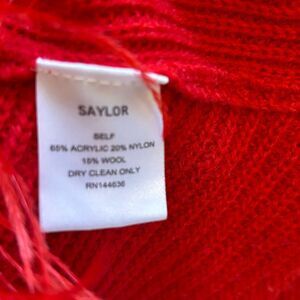 SAYLOR
SELF
65% ACRYLIC 20% NYLON
15% WOOL
DRY CLEAN ONLY
RN144636